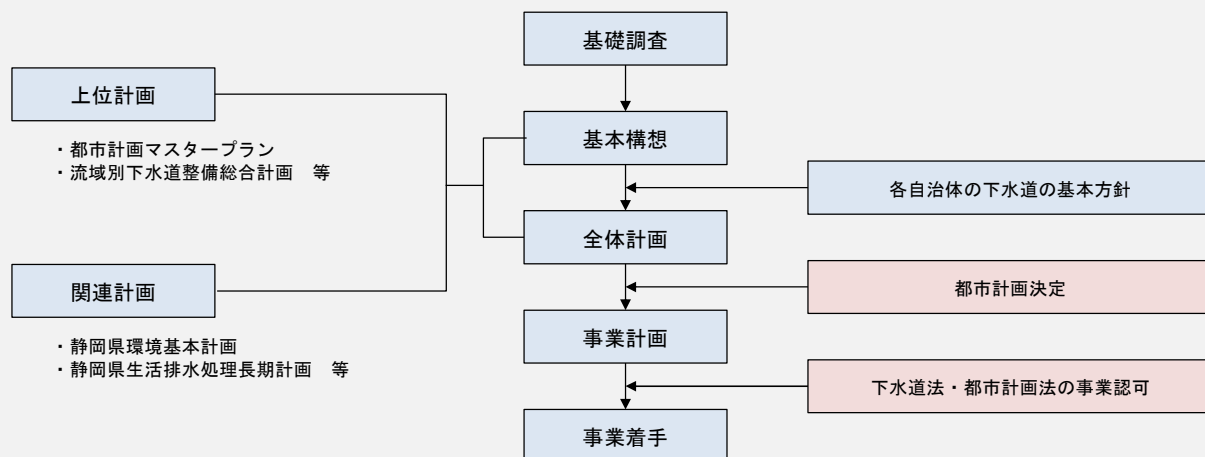 基礎調査
上位計画
・都市計画マスタープラン
・流域別下水道整備総合計画　等
基本構想
各自治体の下水道の基本方針
全体計画
関連計画
・静岡県環境基本計画
・静岡県生活排水処理長期計画　等
都市計画決定
事業計画
下水道法・都市計画法の事業認可
事業着手